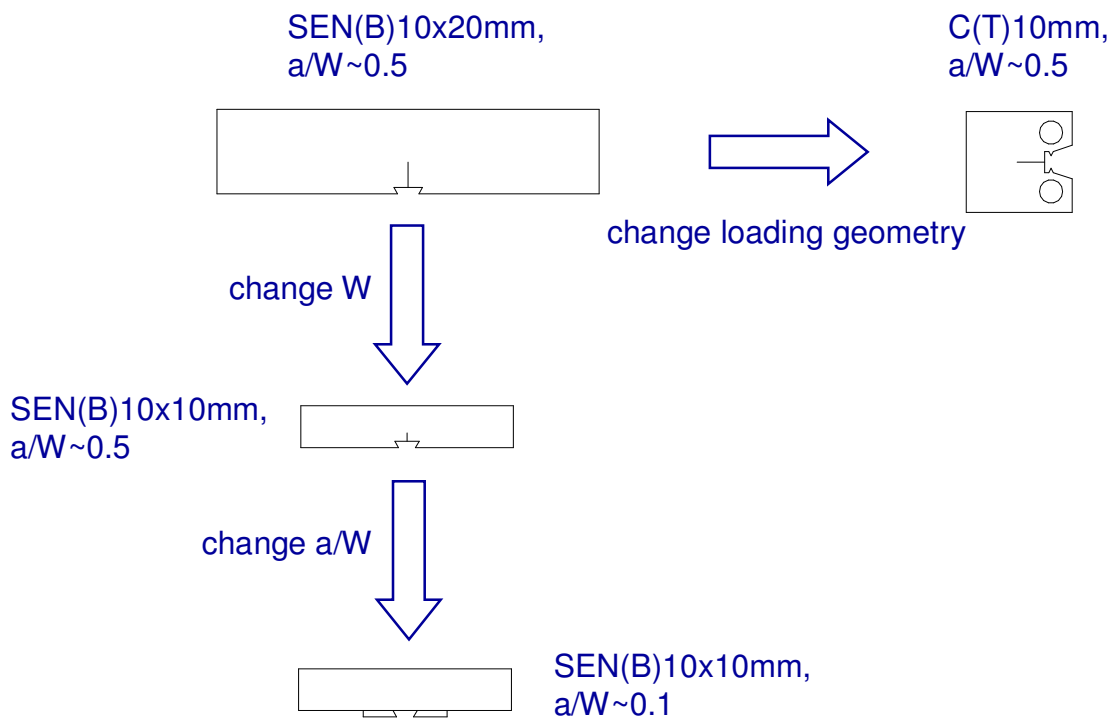 SEN(B)10x20mm,
a/W~0.5
C(T)10mm,
a/W~0.5
change loading geometry
change W
SEN(B)10x10mm,
a/W~0.5
change a/W
SEN(B)10x10mm,
a/W~0.1